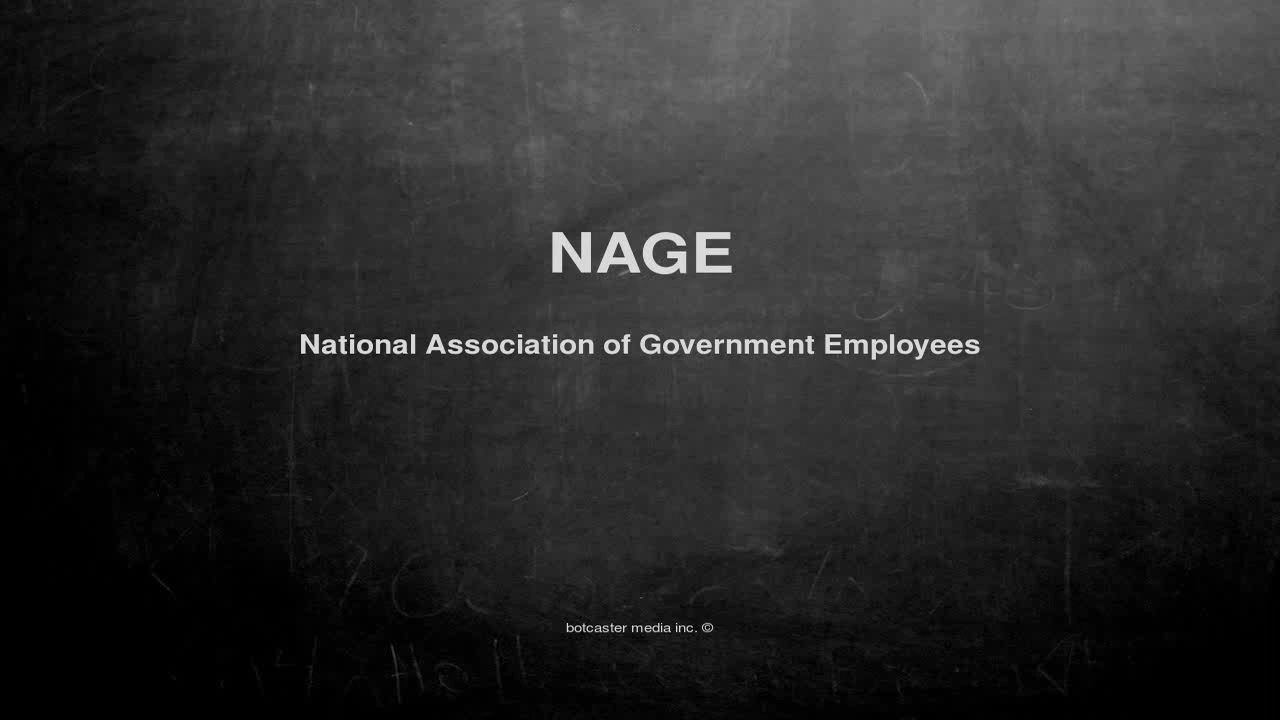 NAGE
National Association of Government Employees
botcaster media inc. ©